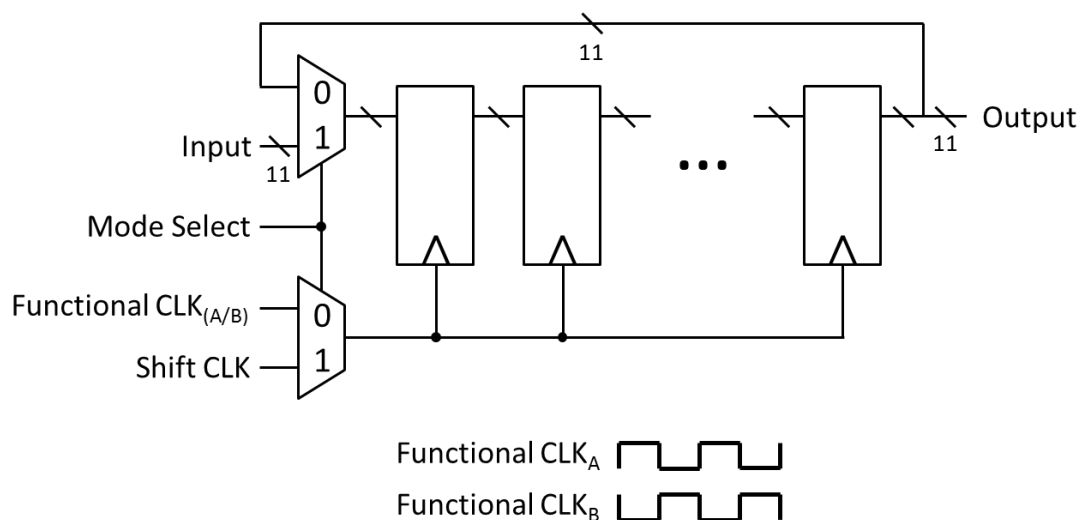 11
0
1
Input
11
Output
11
Mode Select
Functional CLK(A/B)
0
1
Shift CLK
Functional CLKA
Functional CLKB